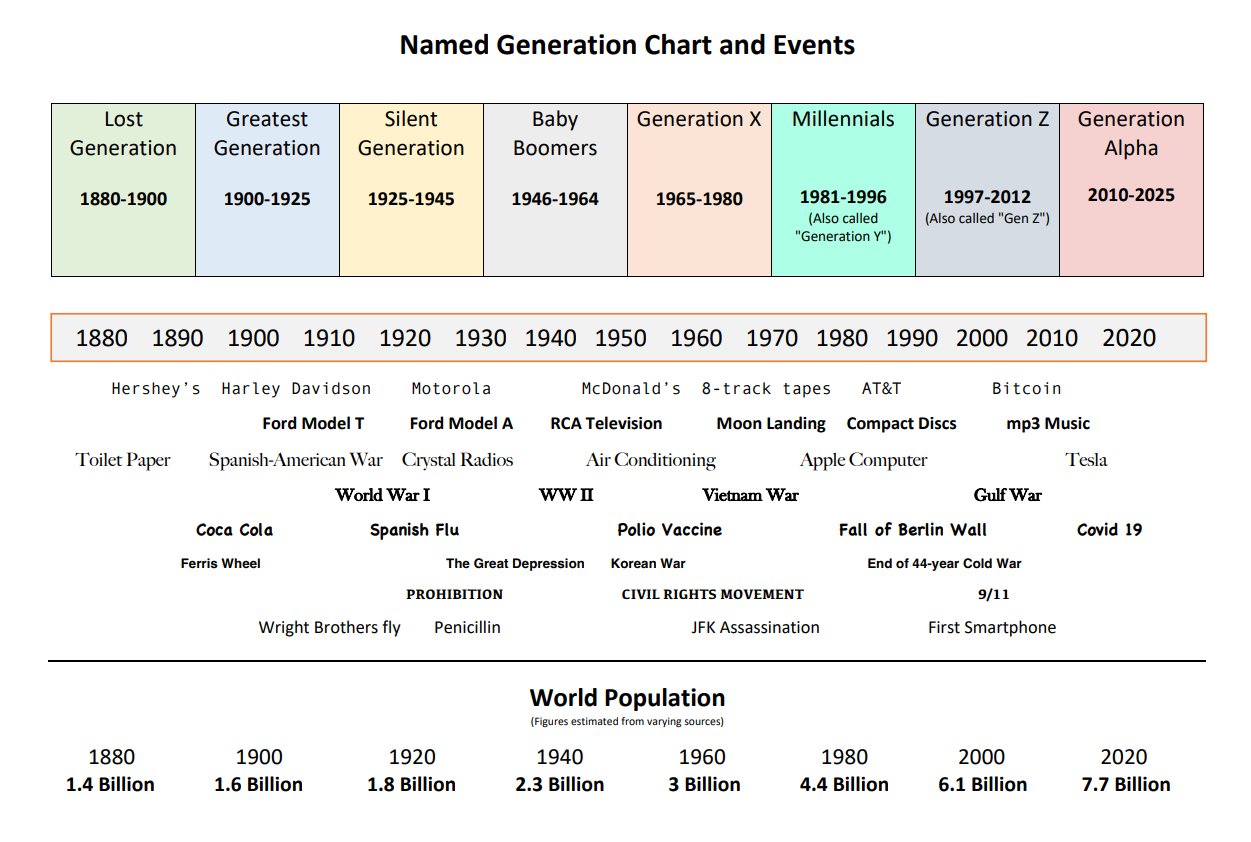 Named Generation Chart and Events
Lost Generation 1880-1900
Greatest Generation 1900-1925
Silent Generation 1925-1945
Baby Boomers 1946-1964
Generation X 1965-1980
Millennials 1981-1996 (Also called "Generation Y")
Generation Z 1997-2012 (Also called "Gen Z")
Generation Alpha 2010-2025
1880 1890 1900 1910 1920 1930 1940 1950 1960 1970 1980 1990 2000 2010 2020
Hershey's Harley Davidson Motorola McDonald's 8-track tapes AT&T Bitcoin
Ford Model T Ford Model A RCA Television Moon Landing Compact Discs mp3 Music
Toilet Paper Spanish-American War Crystal Radios Air Conditioning Apple Computer Tesla
World War I WW II Vietnam War Gulf War
Coca Cola Spanish Flu Polio Vaccine Fall of Berlin Wall Covid 19
Ferris Wheel The Great Depression Korean War End of 44-year Cold War
PROHIBITION CIVIL RIGHTS MOVEMENT 9/11
Wright Brothers fly Penicillin JFK Assassination First Smartphone
World Population
(Figures estimated from varying sources)
1880 1900 1920 1940 1960 1980 2000 2020
1.4 Billion 1.6 Billion 1.8 Billion 2.3 Billion 3 Billion 4.4 Billion 6.1 Billion 7.7 Billion